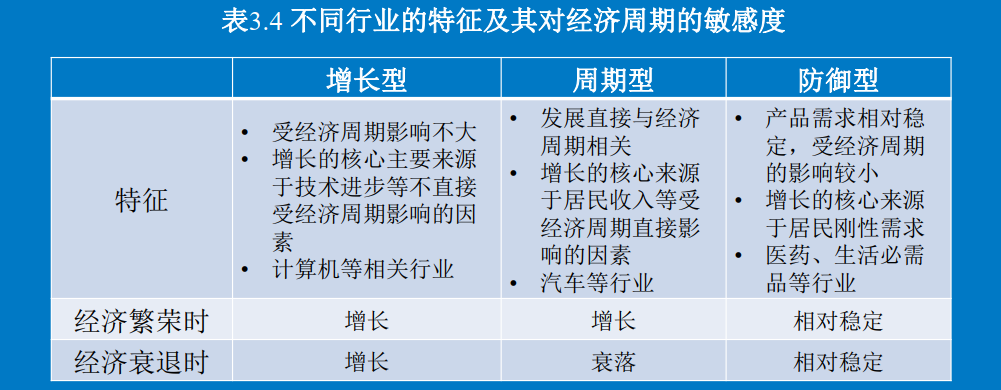 表3.4 不同行业的特征及其对经济周期的敏感度
增长型 周期型 防御型
特征
• 受经济周期影响不大
• 增长的核心主要来源
于技术进步等不直接
受经济周期影响的因
素
• 计算机等相关行业
• 发展直接与经济
周期相关
• 增长的核心来源
于居民收入等受
经济周期直接影
响的因素
• 汽车等行业
• 产品需求相对稳
定，受经济周期
的影响较小
• 增长的核心来源
于居民刚性需求
• 医药、生活必需
品等行业
经济繁荣时 增长 增长 相对稳定
经济衰退时 增长 衰落 相对稳定